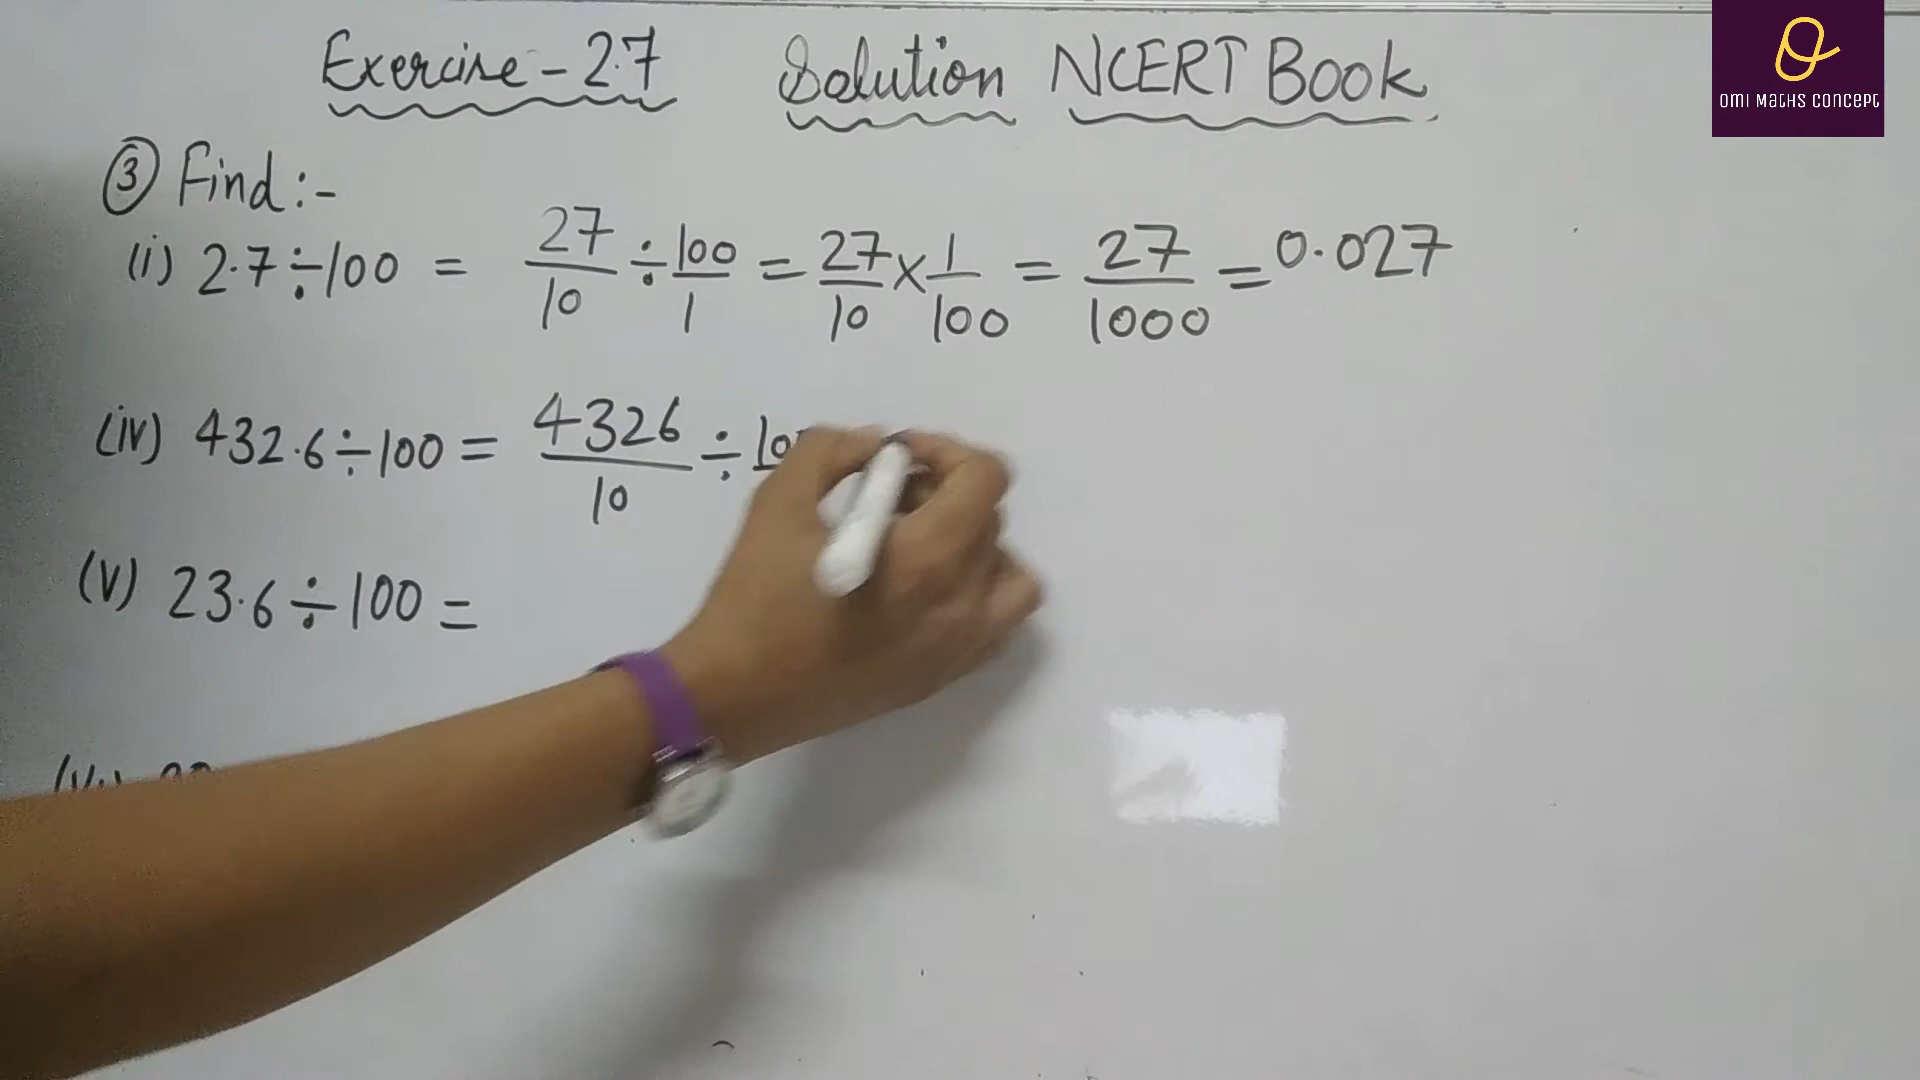 Exercise - 2.7 Solution NCERT Book
OMI MATHS CONCEPT
③ Find :-
(i) 2.7 ÷ 100 = 27/10 ÷ 100/1 = 27/10 × 1/100 = 27/1000 = 0.027
(iv) 432.6 ÷ 100 = 4326/10 ÷ 10
(v) 23.6 ÷ 100 =